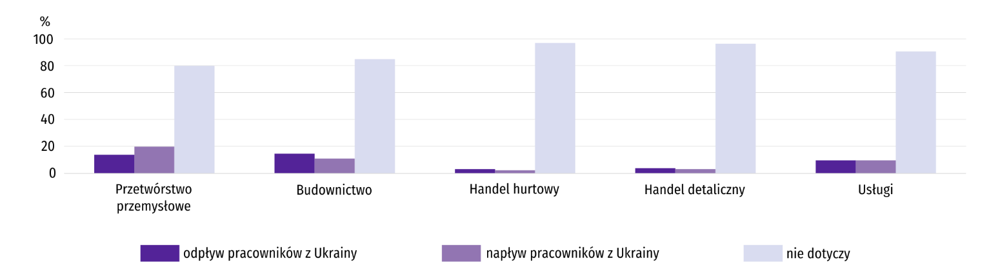 %
100
80
60
40
20
0
Przetwórstwo
przemysłowe
Budownictwo
Handel hurtowy
Handel detaliczny
Usługi
odpływ pracowników z Ukrainy
napływ pracowników z Ukrainy
nie dotyczy